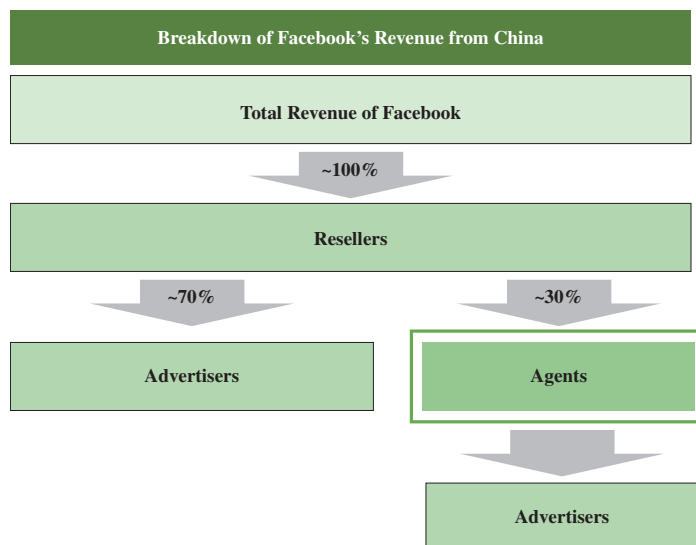 Breakdown of Facebook's Revenue from China
Total Revenue of Facebook
~100%
Resellers
~70%
~30%
Advertisers
Agents
Advertisers